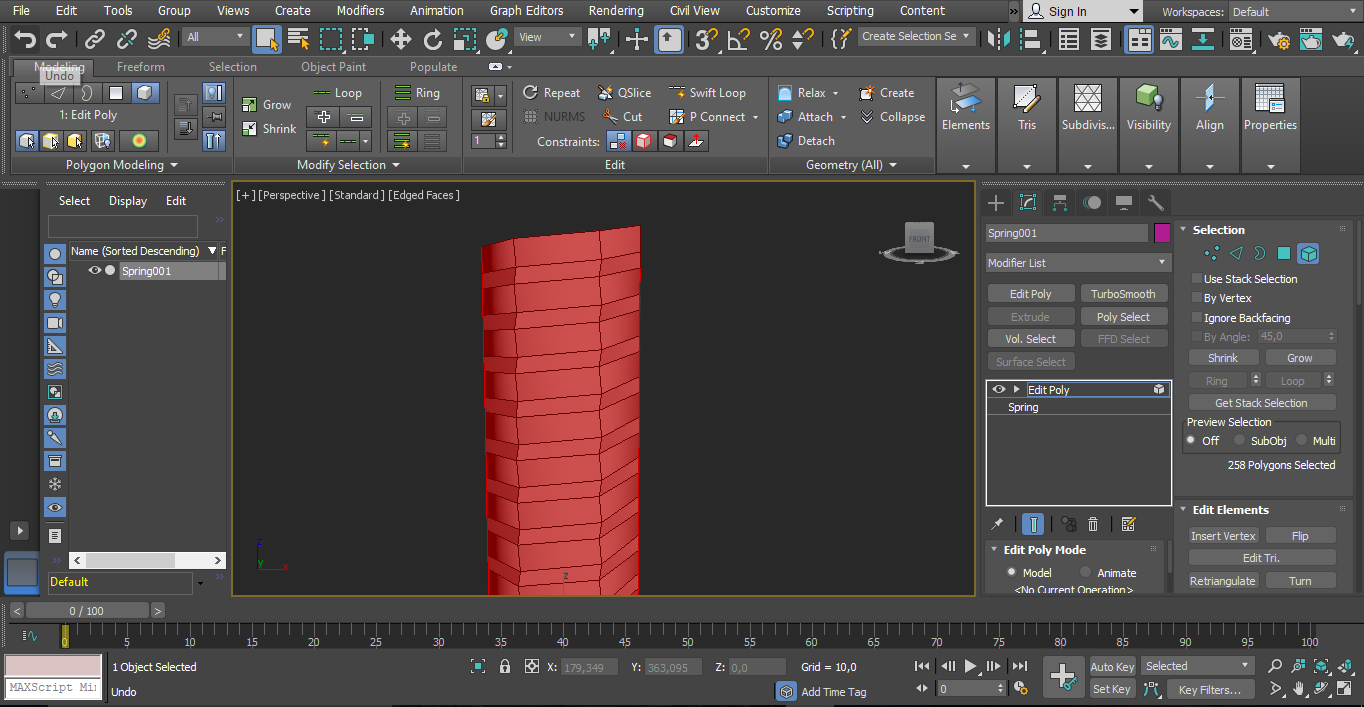 File Edit Tools Group Views Create Modifiers Animation Graph Editors Rendering Civil View Customize Scripting Content » Sign In Workspaces: Default
All View Create Selection Se
Modeling Freeform Selection Object Paint Populate
Undo
1: Edit Poly
Polygon Modeling
Grow
Shrink
Loop
Ring
Modify Selection
1
Repeat QSlice Swift Loop
NURMS Cut P Connect
Constraints:
Edit
Relax Create
Attach Collapse
Detach
Geometry (All)
Elements Tris Subdivis... Visibility Align Properties
Select Display Edit
Name (Sorted Descending) F
Spring001
Default
[+] [Perspective] [Standard] [Edged Faces]
FRONT
z
y
x
z
Spring001
Modifier List
Edit Poly TurboSmooth
Extrude Poly Select
Vol. Select FFD Select
Surface Select
Edit Poly
Spring
Edit Poly Mode
Model Animate
<No Current Operation>
Selection
Use Stack Selection
By Vertex
Ignore Backfacing
By Angle: 45,0
Shrink Grow
Ring Loop
Get Stack Selection
Preview Selection
Off SubObj Multi
258 Polygons Selected
Edit Elements
Insert Vertex Flip
Edit Tri.
Retriangulate Turn
< 0 / 100 >
0 5 10 15 20 25 30 35 40 45 50 55 60 65 70 75 80 85 90 95 100
1 Object Selected X: 179,349 Y: 363,095 Z: 0,0 Grid = 10,0
MAXScript Mi
Undo
Add Time Tag
0
Auto Key Selected
Set Key Key Filters...